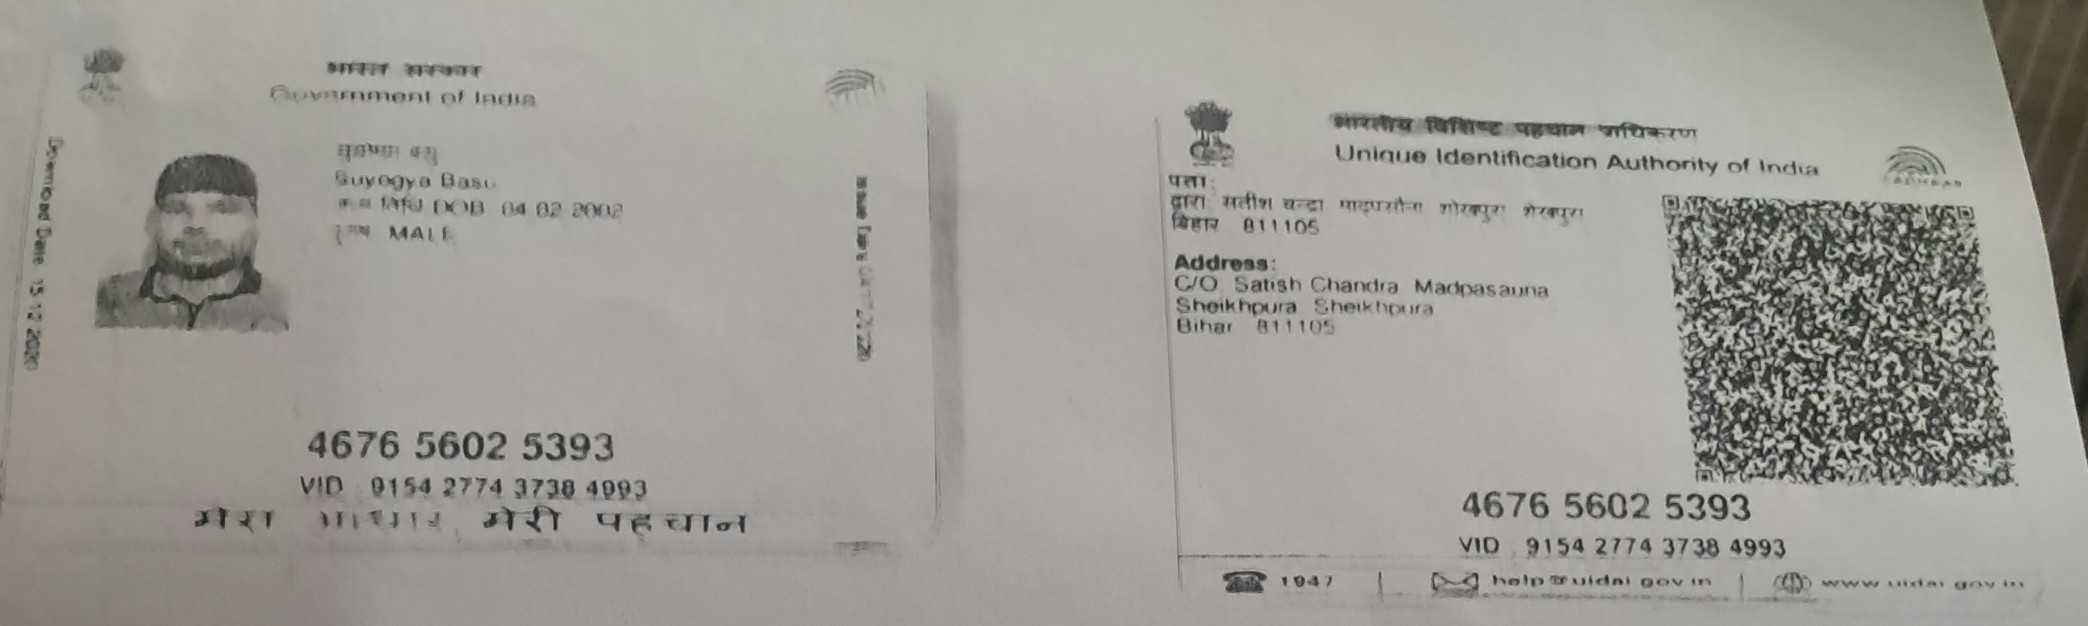 भारत सरकार
Government of India
Suyogya Basu
DOB 04 02 2002
MALE
Download Date 15 12 2020
4676 5602 5393
VID 9154 2774 3738 4993
मेरा आधार, मेरी पहचान
भारतीय विशिष्ट पहचान प्राधिकरण
Unique Identification Authority of India
AADHAAR
पता:
द्वारा सतीश चन्द्रा
बिहार 811105
Address:
C/O Satish Chandra Madpasauna
Sheikhpura Sheikhpura
Bihar 811105
4676 5602 5393
VID 9154 2774 3738 4993
1947
help@uidai.gov.in
www.uidai.gov.in